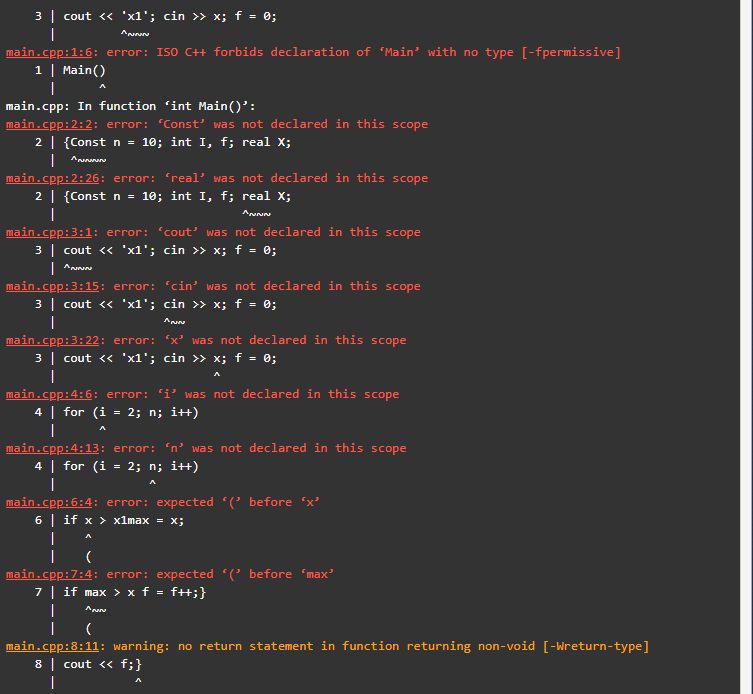 3 | cout << 'x1'; cin >> x; f = 0;
| ^~~~
main.cpp:1:6: error: ISO C++ forbids declaration of ‘Main’ with no type [-fpermissive]
1 | Main()
| ^
main.cpp: In function ‘int Main()’:
main.cpp:2:2: error: ‘Const’ was not declared in this scope
2 | {Const n = 10; int I, f; real X;
| ^~~~~
main.cpp:2:26: error: ‘real’ was not declared in this scope
2 | {Const n = 10; int I, f; real X;
| ^~~~
main.cpp:3:1: error: ‘cout’ was not declared in this scope
3 | cout << 'x1'; cin >> x; f = 0;
| ^~~~
main.cpp:3:15: error: ‘cin’ was not declared in this scope
3 | cout << 'x1'; cin >> x; f = 0;
| ^~~
main.cpp:3:22: error: ‘x’ was not declared in this scope
3 | cout << 'x1'; cin >> x; f = 0;
| ^
main.cpp:4:6: error: ‘i’ was not declared in this scope
4 | for (i = 2; n; i++)
| ^
main.cpp:4:13: error: ‘n’ was not declared in this scope
4 | for (i = 2; n; i++)
| ^
main.cpp:6:4: error: expected ‘(’ before ‘x’
6 | if x > x1max = x;
| ^
| (
main.cpp:7:4: error: expected ‘(’ before ‘max’
7 | if max > x f = f++;}
| ^~~
| (
main.cpp:8:11: warning: no return statement in function returning non-void [-Wreturn-type]
8 | cout << f;}
| ^